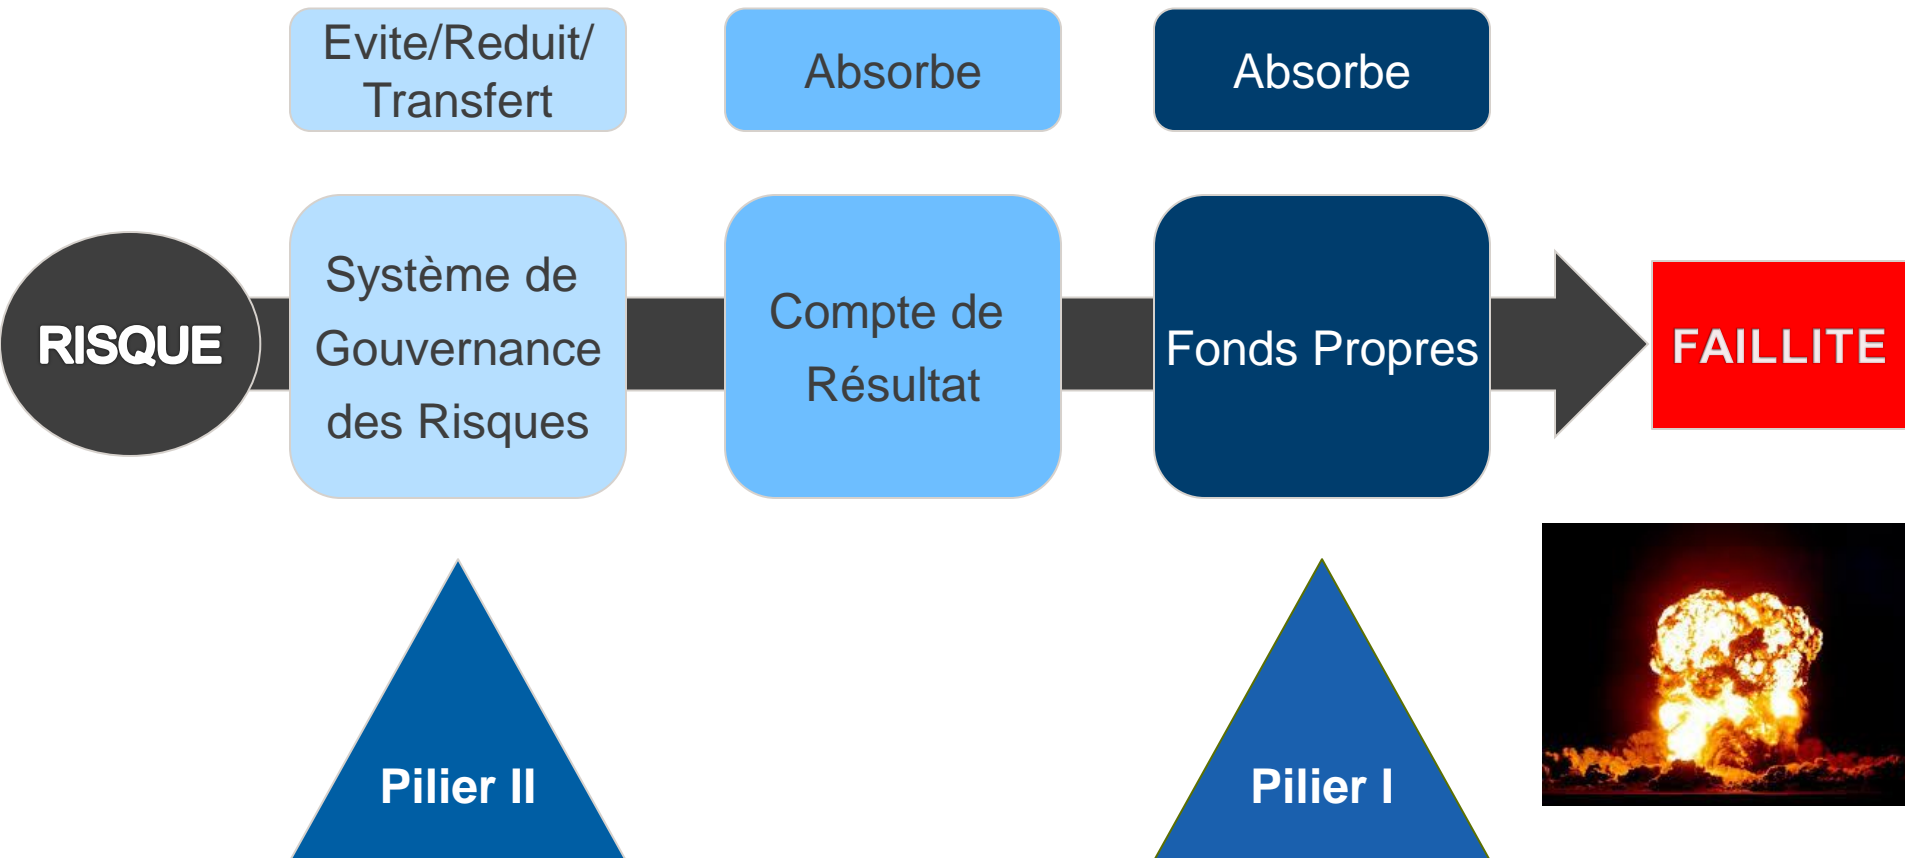 Evite/Reduit/
Transfert
Absorbe
Absorbe
RISQUE
Système de
Gouvernance
des Risques
Compte de
Résultat
Fonds Propres
FAILLITE
Pilier II
Pilier I